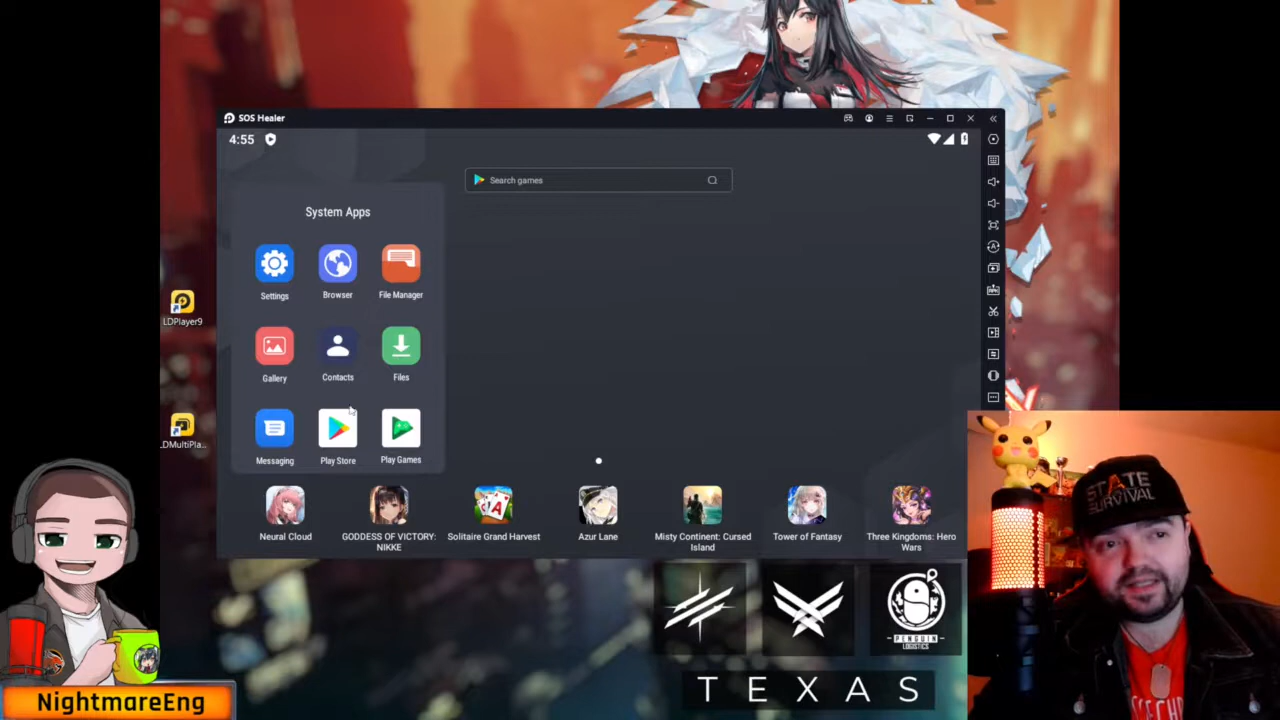 SOS Healer
4:55
Search games
System Apps
Settings
Browser
File Manager
LDPlayer9
Gallery
Contacts
Files
LDMultiPla...
Messaging
Play Store
Play Games
Neural Cloud
GODDESS OF VICTORY:
NIKKE
Solitaire Grand Harvest
Azur Lane
Misty Continent: Cursed
Island
Tower of Fantasy
Three Kingdoms: Hero
Wars
STATE
SURVIVAL
PENGUIN
LOGISTICS
TEXAS
NightmareEng